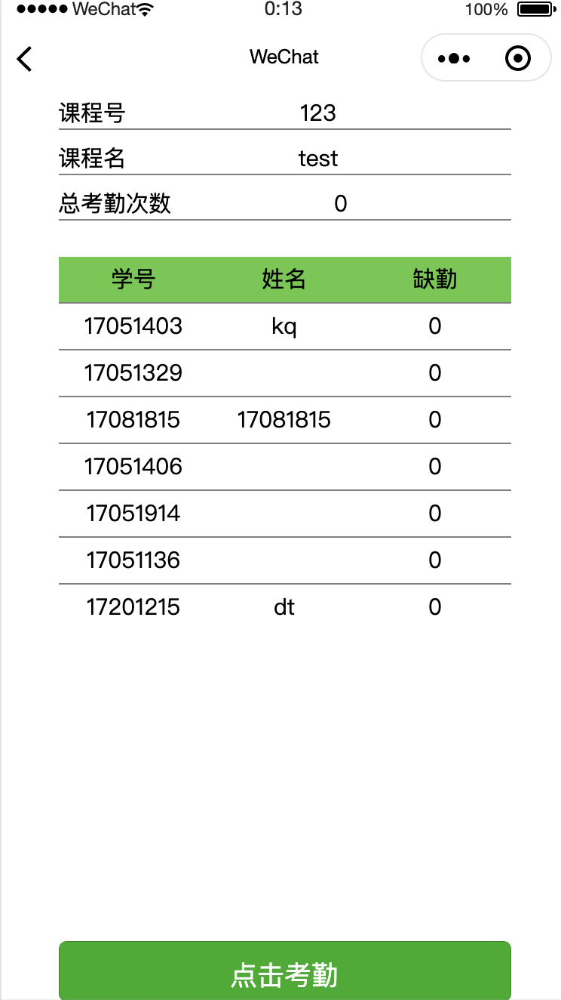 WeChat 0:13 100%
WeChat
课程号 123
课程名 test
总考勤次数 0
学号 姓名 缺勤
17051403 kq 0
17051329 0
17081815 17081815 0
17051406 0
17051914 0
17051136 0
17201215 dt 0
点击考勤